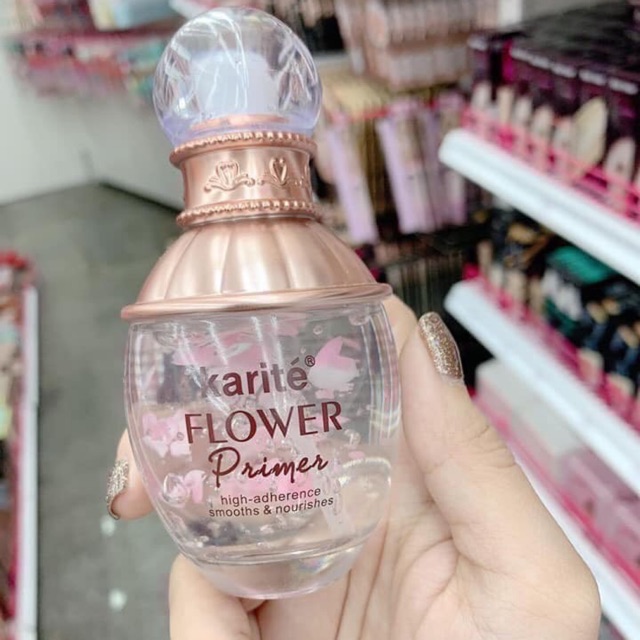 karité®
FLOWER
Primer
high-adherence
smooths & nourishes